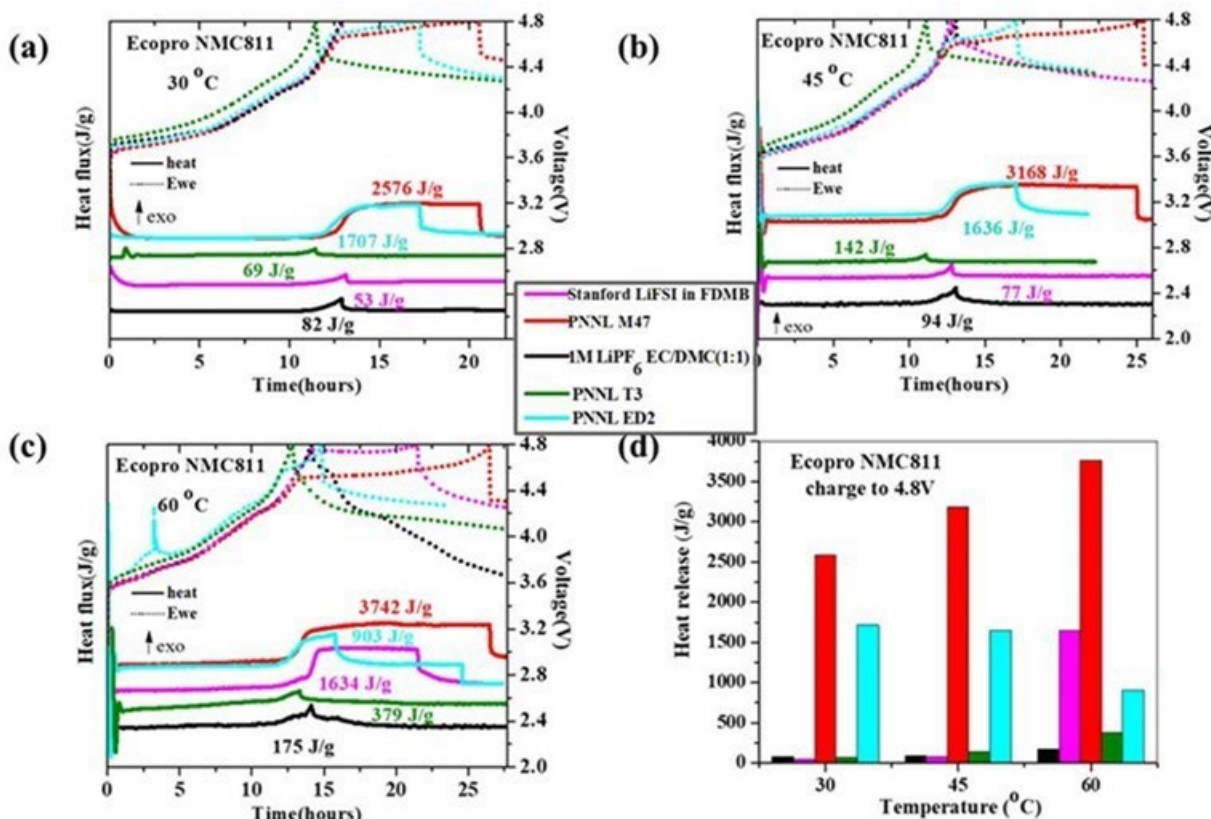 (a)
Ecopro NMC811
30 °C
Heat flux(J/g)
heat
Ewe
exo
2576 J/g
1707 J/g
69 J/g
53 J/g
82 J/g
4.8
4.4
4.0
3.6
3.2
2.8
2.4
2.0
Voltage(V)
0 5 10 15 20
Time(hours)
(b)
Ecopro NMC811
45 °C
Heat flux(J/g)
heat
Ewe
exo
3168 J/g
1636 J/g
142 J/g
77 J/g
94 J/g
4.8
4.4
4.0
3.6
3.2
2.8
2.4
2.0
Voltage(V)
0 5 10 15 20 25
Time(hours)
Stanford LiFSI in FDMB
PNNL M47
1M LiPF6 EC/DMC(1:1)
PNNL T3
PNNL ED2
(c)
Ecopro NMC811
60 °C
Heat flux(J/g)
heat
Ewe
exo
3742 J/g
903 J/g
1634 J/g
379 J/g
175 J/g
4.8
4.4
4.0
3.6
3.2
2.8
2.4
2.0
Voltage(V)
0 5 10 15 20 25
Time(hours)
(d)
Ecopro NMC811
charge to 4.8V
Heat release (J/g)
4000
3500
3000
2500
2000
1500
1000
500
0
30 45 60
Temperature (°C)